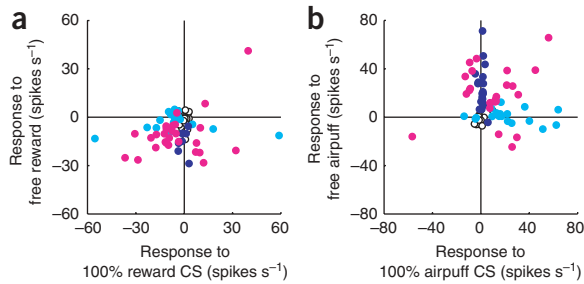 a
Response to
free reward (spikes s⁻¹)
60
30
0
−30
−60
−60 −30 0 30 60
Response to
100% reward CS (spikes s⁻¹)
b
Response to
free airpuff (spikes s⁻¹)
80
40
0
−40
−80
−80 −40 0 40 80
Response to
100% airpuff CS (spikes s⁻¹)